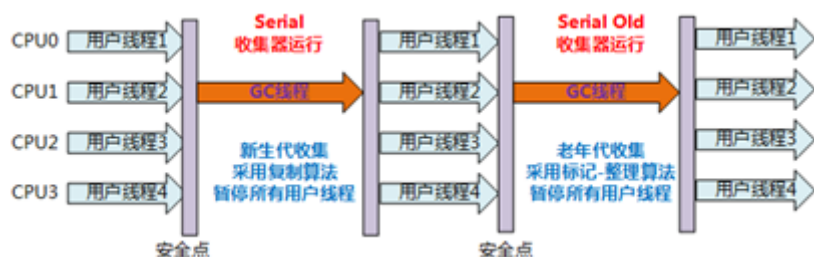 Serial
收集器运行
Serial Old
收集器运行
CPU0 用户线程1 用户线程1 用户线程1
CPU1 用户线程2 GC线程 用户线程2 GC线程 用户线程2
CPU2 用户线程3 用户线程3 用户线程3
CPU3 用户线程4 用户线程4 用户线程4
新生代收集
采用复制算法
暂停所有用户线程
老年代收集
采用标记-整理算法
暂停所有用户线程
安全点 安全点